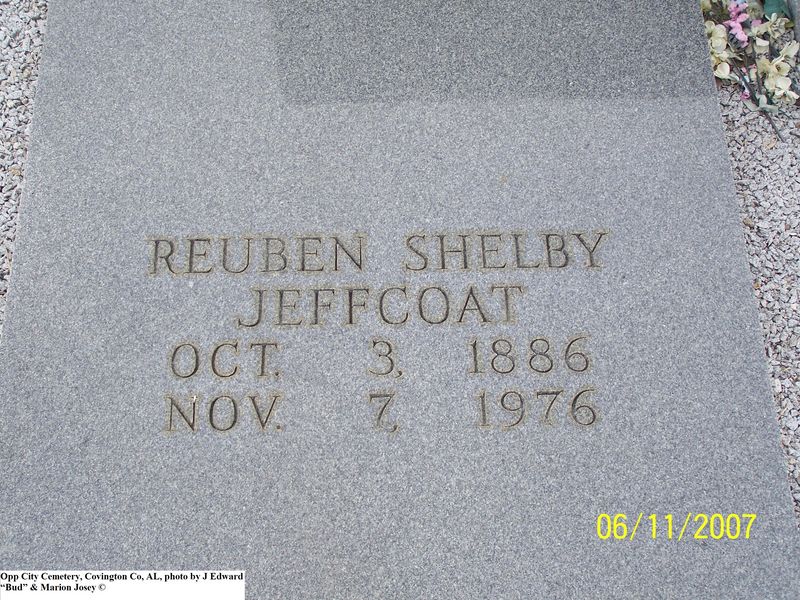 REUBEN SHELBY
JEFFCOAT
OCT. 3, 1886
NOV. 7, 1976
06/11/2007
Opp City Cemetery, Covington Co, AL, photo by J Edward
“Bud” & Marion Josey ©